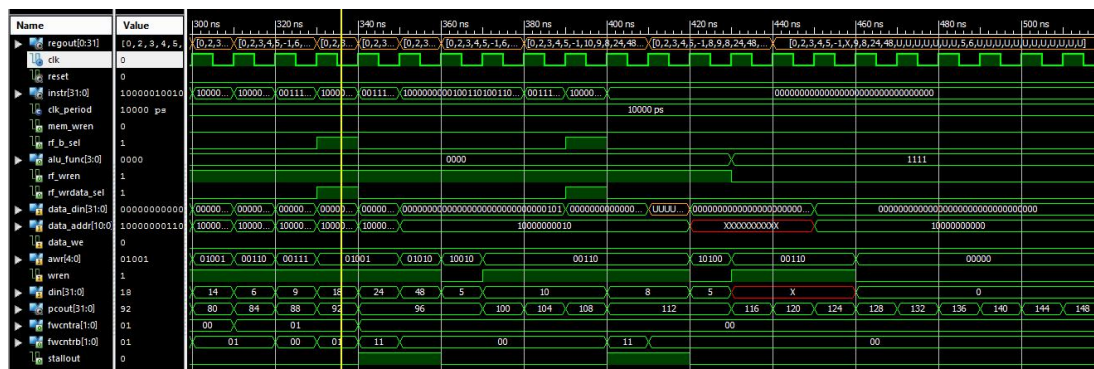 Name Value 300 ns 320 ns 340 ns 360 ns 380 ns 400 ns 420 ns 440 ns 460 ns 480 ns 500 ns
regout[0:31] [0,2,3,4,5, [0,2,3... [0,2,3,4,5,-1,6,... [0,2,3... [0,2,3... [0,2,3... [0,2,3,4,5,-1,6,... [0,2,3,4,5,-1,10,9,8,24,48... [0,2,3,4,5,-1,8,9,8,24,48,... [0,2,3,4,5,-1,X,9,8,24,48,U,U,U,U,U,U,5,6,U,U,U,U,U,U,U,U,U,U,U,U]
clk 0
reset 0
instr[31:0] 10000010010 10000... 10000... 00111... 10000... 00111... 10000000000100110100110... 00111... 10000... 00000000000000000000000000000000
clk_period 10000 ps 10000 ps
mem_wren 0
rf_b_sel 1
alu_func[3:0] 0000 0000 1111
rf_wren 1
rf_wrdata_sel 1
data_din[31:0] 00000000000 00000... 00000... 00000... 00000... 00000... 00000000000000000000000000000101 0000000000000... UUUU... 000000000000000000000... 00000000000000000000000000000000
data_addr[10:0] 10000000110 10000... 10000... 10000... 10000... 10000... 10000000010 XXXXXXXXXXX 10000000000
data_we 0
awr[4:0] 01001 01001 00110 00111 01001 01010 10010 00110 10100 00110 00000
wren 1
din[31:0] 18 14 6 9 18 24 48 5 10 8 5 X 0
pcout[31:0] 92 80 84 88 92 96 100 104 108 112 116 120 124 128 132 136 140 144 148
fwcntra[1:0] 01 00 01 00
fwcntrb[1:0] 01 01 00 01 11 00 11 00
stallout 0